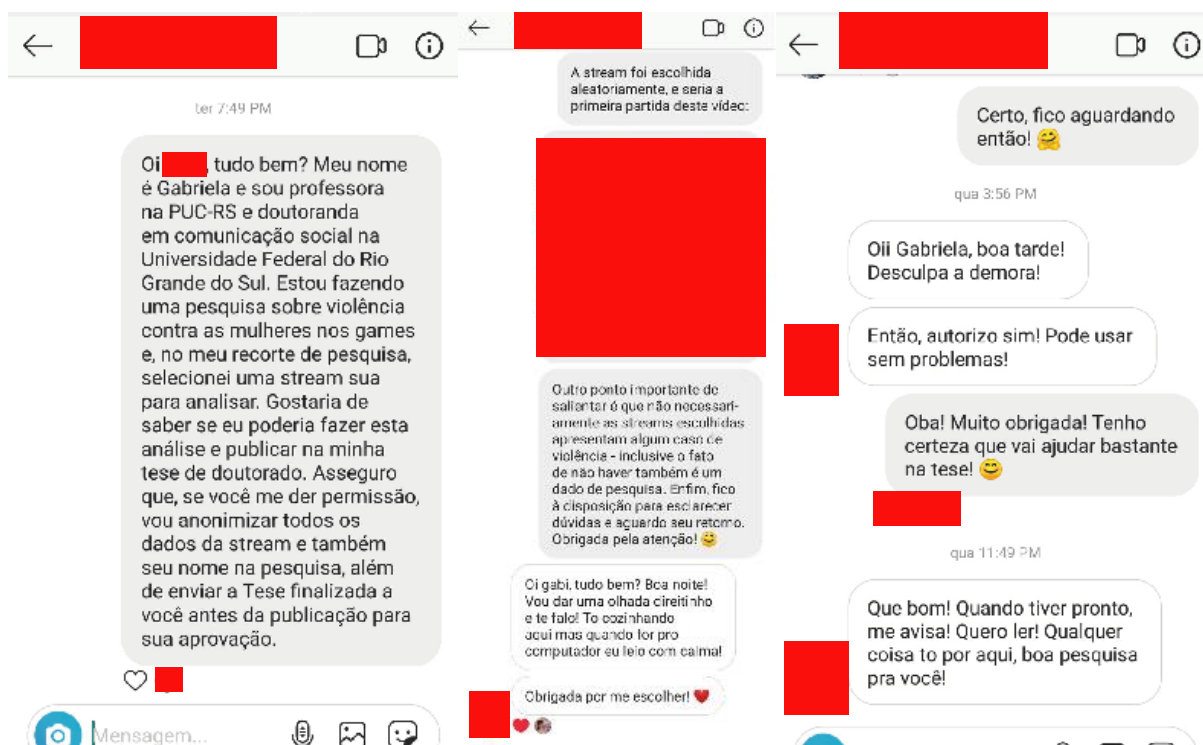 ter 7:49 PM
Oi , tudo bem? Meu nome
é Gabriela e sou professora
na PUC-RS e doutoranda
em comunicação social na
Universidade Federal do Rio
Grande do Sul. Estou fazendo
uma pesquisa sobre violência
contra as mulheres nos games
e, no meu recorte de pesquisa,
selecionei uma stream sua
para analisar. Gostaria de
saber se eu poderia fazer esta
análise e publicar na minha
tese de doutorado. Asseguro
que, se você me der permissão,
vou anonimizar todos os
dados da stream e também
seu nome na pesquisa, além
de enviar a Tese finalizada a
você antes da publicação para
sua aprovação.
Mensagem...
A stream foi escolhida
aleatoriamente, e seria a
primeira partida deste vídeo:
Outro ponto importante de
salientar é que não necessari-
amente as streams escolhidas
apresentam algum caso de
violência - inclusive o fato
de não haver também é um
dado de pesquisa. Enfim, fico
à disposição para esclarecer
dúvidas e aguardo seu retorno.
Obrigada pela atenção! 😊
Oi gabi, tudo bem? Boa noite!
Vou dar uma olhada direitinho
e te falo! To cozinhando
aqui mas quando for pro
computador eu leio com calma!
Obrigada por me escolher! ❤️
Certo, fico aguardando
então! 🤗
qua 3:56 PM
Oii Gabriela, boa tarde!
Desculpa a demora!
Então, autorizo sim! Pode usar
sem problemas!
Oba! Muito obrigada! Tenho
certeza que vai ajudar bastante
na tese! 😊
qua 11:49 PM
Que bom! Quando tiver pronto,
me avisa! Quero ler! Qualquer
coisa to por aqui, boa pesquisa
pra você!